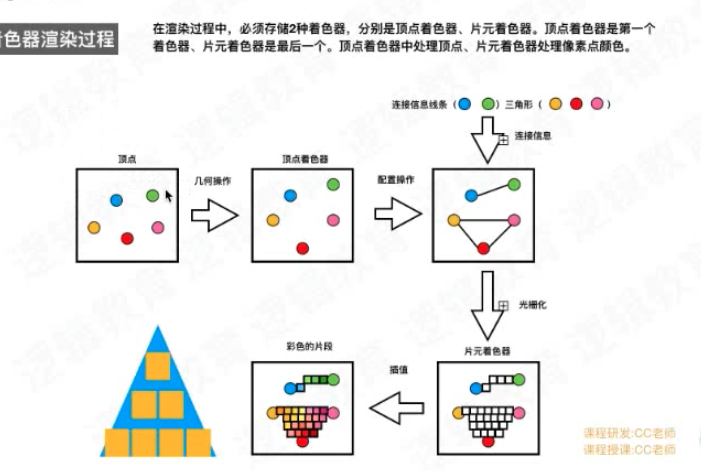 色器渲染过程
在渲染过程中，必须存储2种着色器，分别是顶点着色器、片元着色器。顶点着色器是第一个
着色器、片元着色器是最后一个。顶点着色器中处理顶点、片元着色器处理像素点颜色。
连接信息线条（ ）三角形（ ）
连接信息
顶点
几何操作
顶点着色器
配置操作
光栅化
彩色的片段
插值
片元着色器
课程研发:CC老师
课程授课:CC老师
逻辑教育